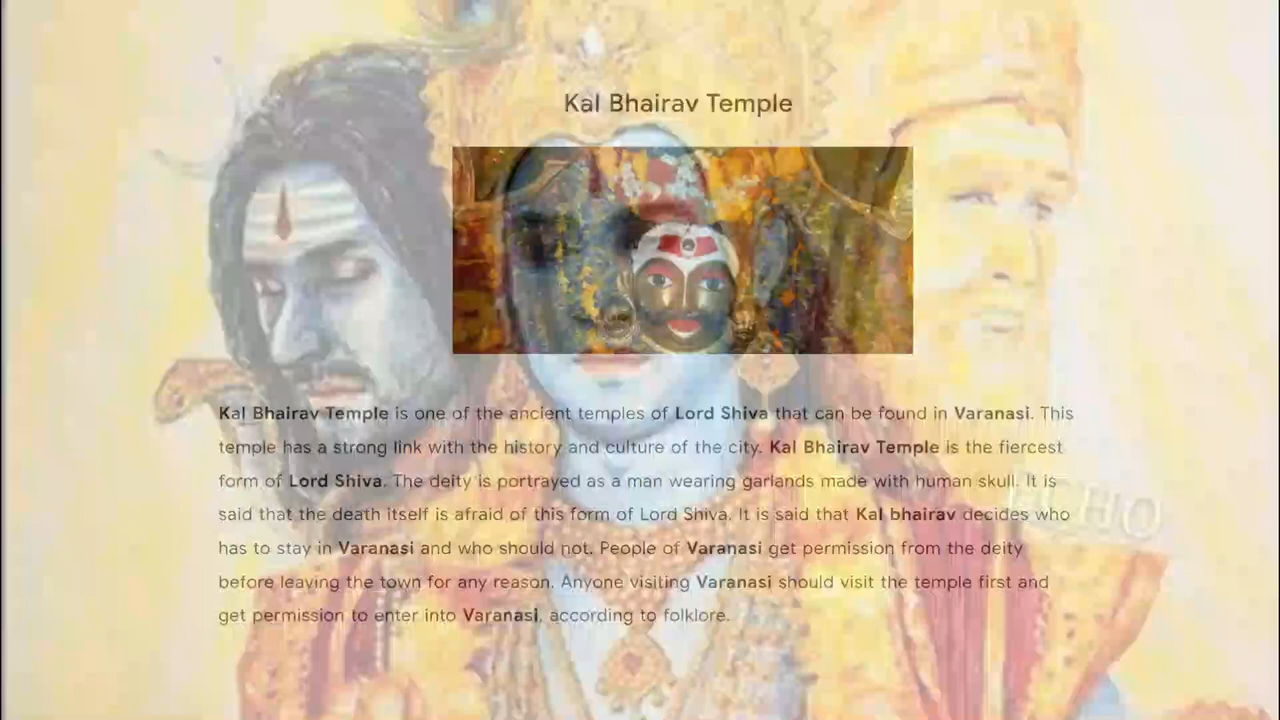 Kal Bhairav Temple
Kal Bhairav Temple is one of the ancient temples of Lord Shiva that can be found in Varanasi. This
temple has a strong link with the history and culture of the city. Kal Bhairav Temple is the fiercest
form of Lord Shiva. The deity is portrayed as a man wearing garlands made with human skull. It is
said that the death itself is afraid of this form of Lord Shiva. It is said that Kal bhairav decides who
has to stay in Varanasi and who should not. People of Varanasi get permission from the deity
before leaving the town for any reason. Anyone visiting Varanasi should visit the temple first and
get permission to enter into Varanasi, according to folklore.